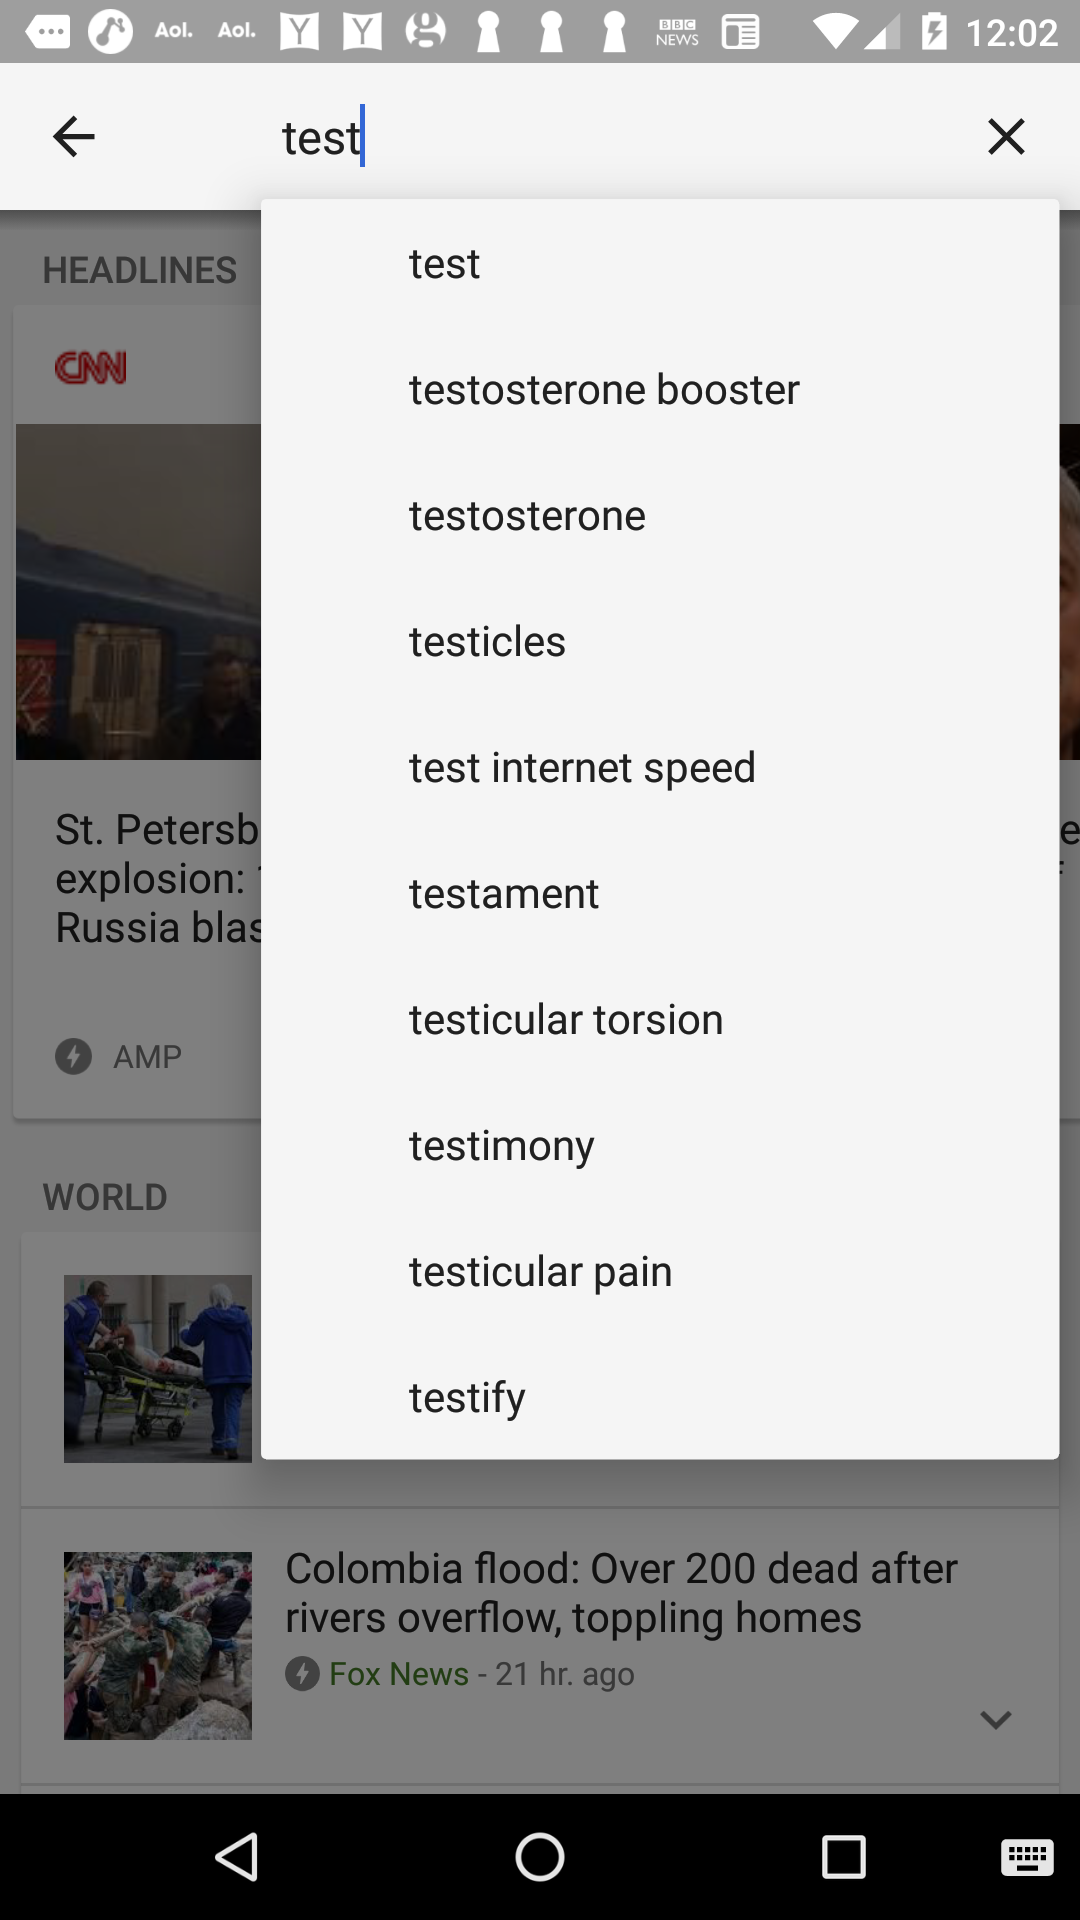 Aol.
Aol.
BBC
NEWS
12:02
test
HEADLINES
test
CNN
testosterone booster
testosterone
testicles
test internet speed
St. Petersb
explosion:
testament
Russia blas
testicular torsion
AMP
testimony
WORLD
testicular pain
testify
Colombia flood: Over 200 dead after
rivers overflow, toppling homes
Fox News - 21 hr. ago